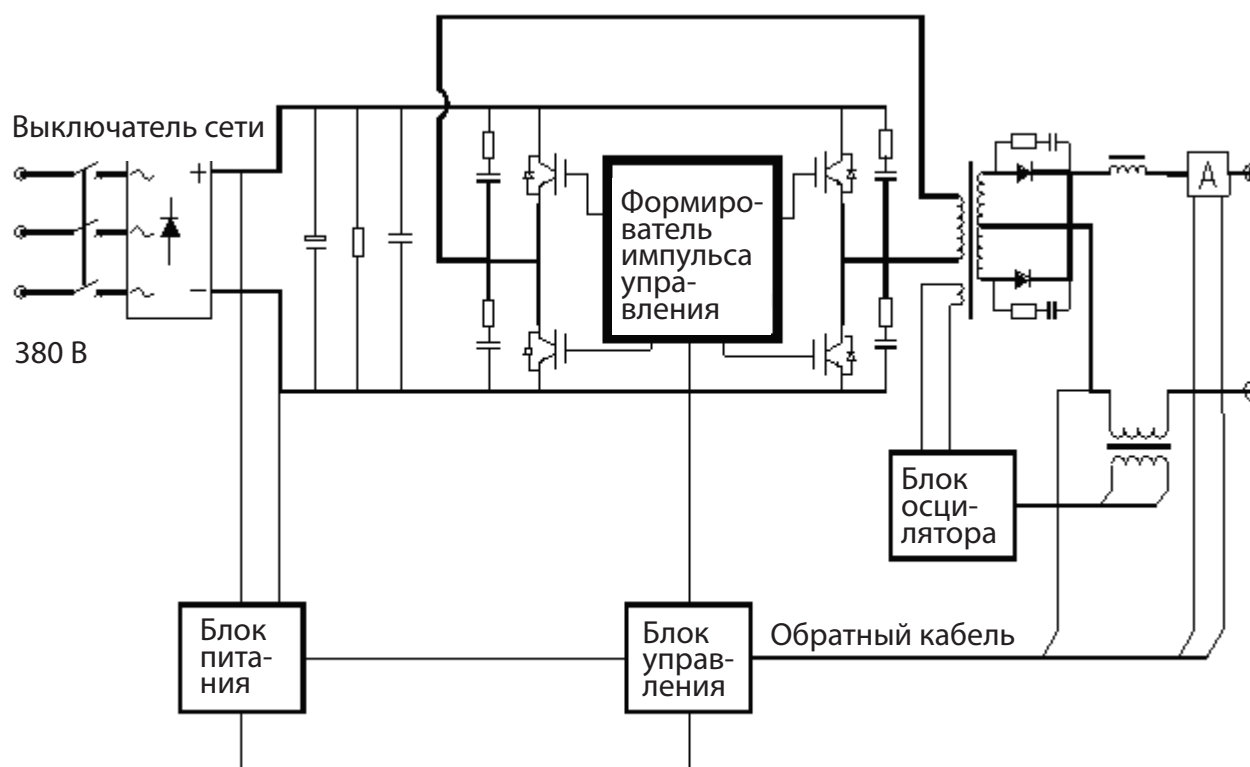 Выключатель сети
380 В
+
−
Формиро-
ватель
импульса
упра-
вления
A
Блок
осци-
лятора
Блок
пита-
ния
Блок
управ-
ления
Обратный кабель